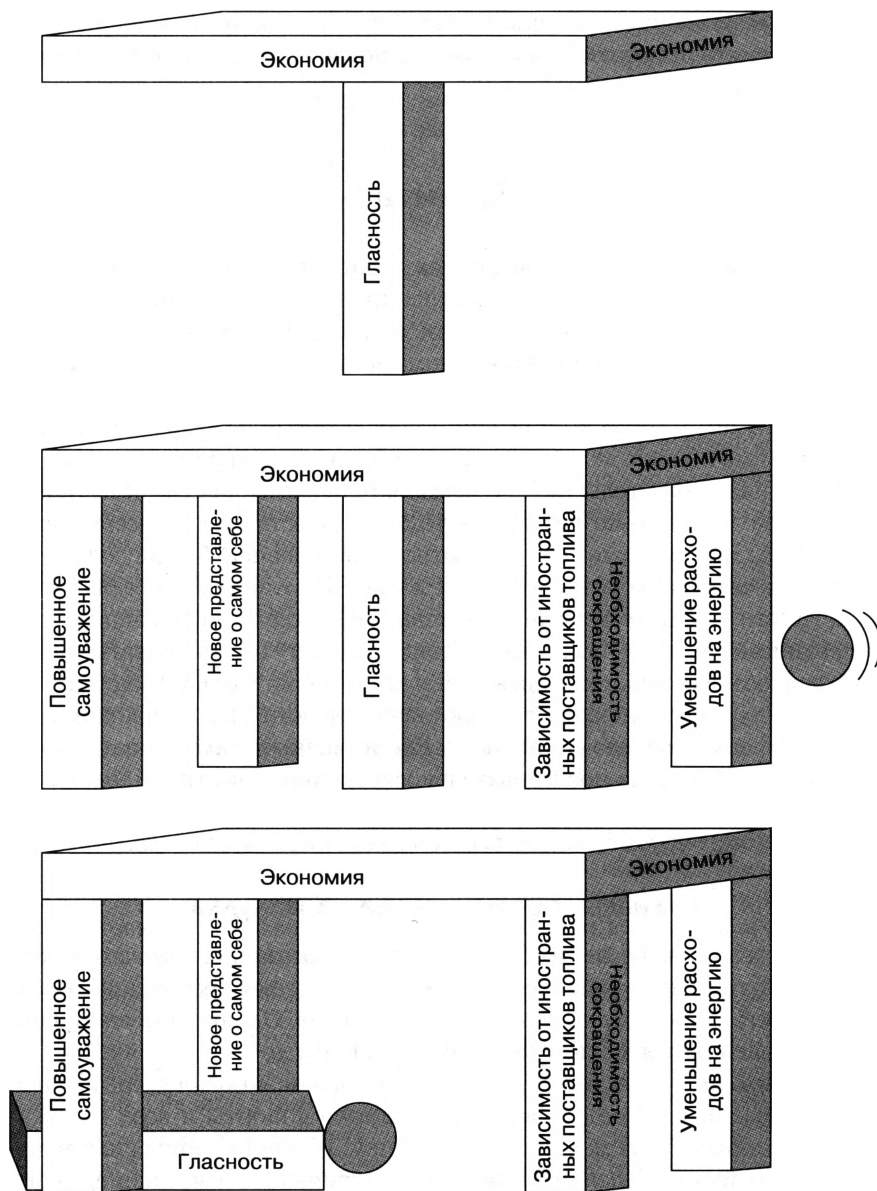 Экономия
Экономия
Гласность
Экономия
Экономия
Повышенное
самоуважение
Новое представле-
ние о самом себе
Гласность
Зависимость от иностран-
ных поставщиков топлива
Необходимость
сокращения
Уменьшение расхо-
дов на энергию
Экономия
Экономия
Повышенное
самоуважение
Новое представле-
ние о самом себе
Гласность
Зависимость от иностран-
ных поставщиков топлива
Необходимость
сокращения
Уменьшение расхо-
дов на энергию